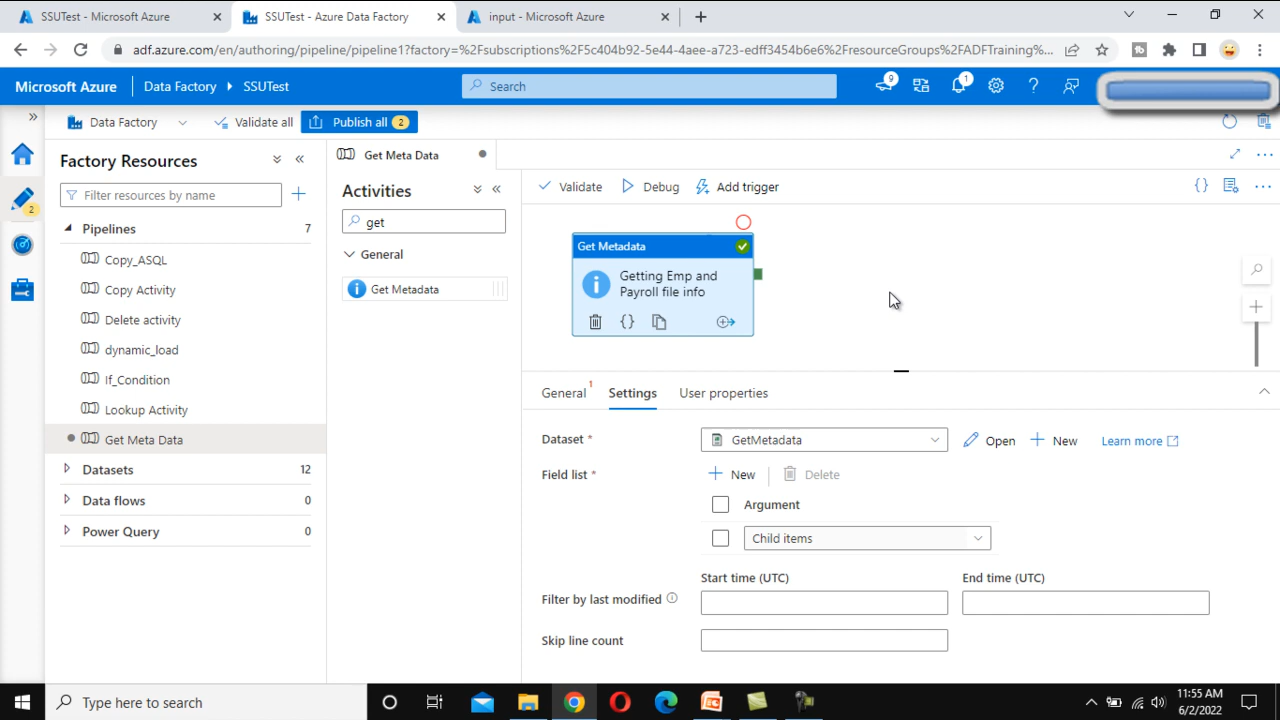 SSUTest - Microsoft Azure
SSUTest - Azure Data Factory
input - Microsoft Azure
adf.azure.com/en/authoring/pipeline/pipeline1?factory=%2Fsubscriptions%2F5c404b92-5e44-4aee-a723-edff3454b6e6%2FresourceGroups%2FADFTraining%...
Microsoft Azure
Data Factory
SSUTest
Search
9
1
Data Factory
Validate all
Publish all
2
Factory Resources
Get Meta Data
Filter resources by name
Activities
Validate
Debug
Add trigger
get
General
Get Metadata
2
Pipelines
7
Copy_ASQL
Copy Activity
Delete activity
dynamic_load
If_Condition
Lookup Activity
Get Meta Data
Datasets
12
Data flows
0
Power Query
0
Get Metadata
Getting Emp and
Payroll file info
General
1
Settings
User properties
Dataset *
GetMetadata
Open
New
Learn more
Field list *
New
Delete
Argument
Child items
Start time (UTC)
End time (UTC)
Filter by last modified
Skip line count
Type here to search
11:55 AM
6/2/2022